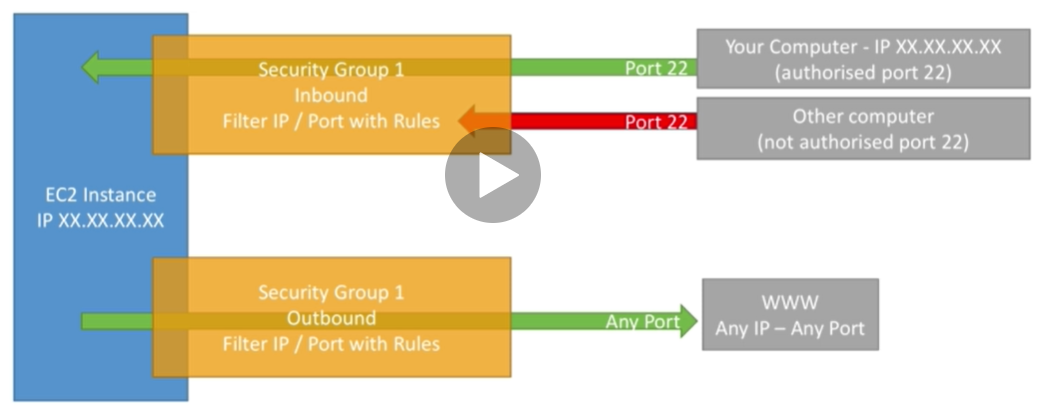 Your Computer - IP XX.XX.XX.XX
(authorised port 22)
Port 22
Security Group 1
Inbound
Filter IP / Port with Rules
Other computer
(not authorised port 22)
Port 22
EC2 Instance
IP XX.XX.XX.XX
Security Group 1
Outbound
Filter IP / Port with Rules
Any Port
WWW
Any IP – Any Port